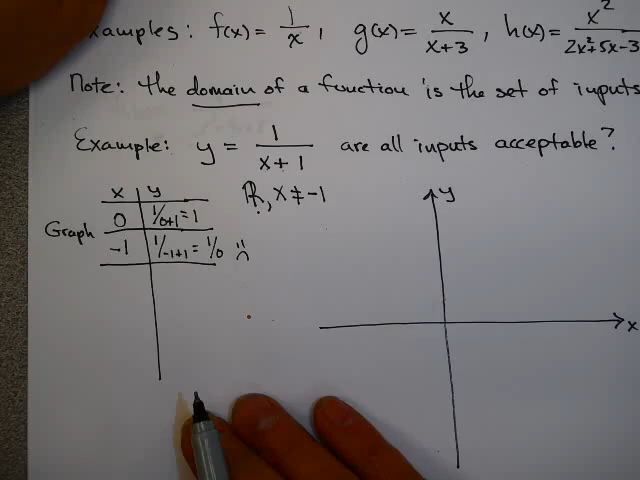 xamples: f(x) = 1/x, g(x) = x/(x+3), h(x) = x²/(2x²+5x-3
Note: the domain of a function is the set of inputs
Example: y = 1/(x+1) are all inputs acceptable?
x | y
ℝ, x ≠ -1
0 | 1/0+1 = 1
Graph
-1 | 1/-1+1 = 1/0 :(
y
x